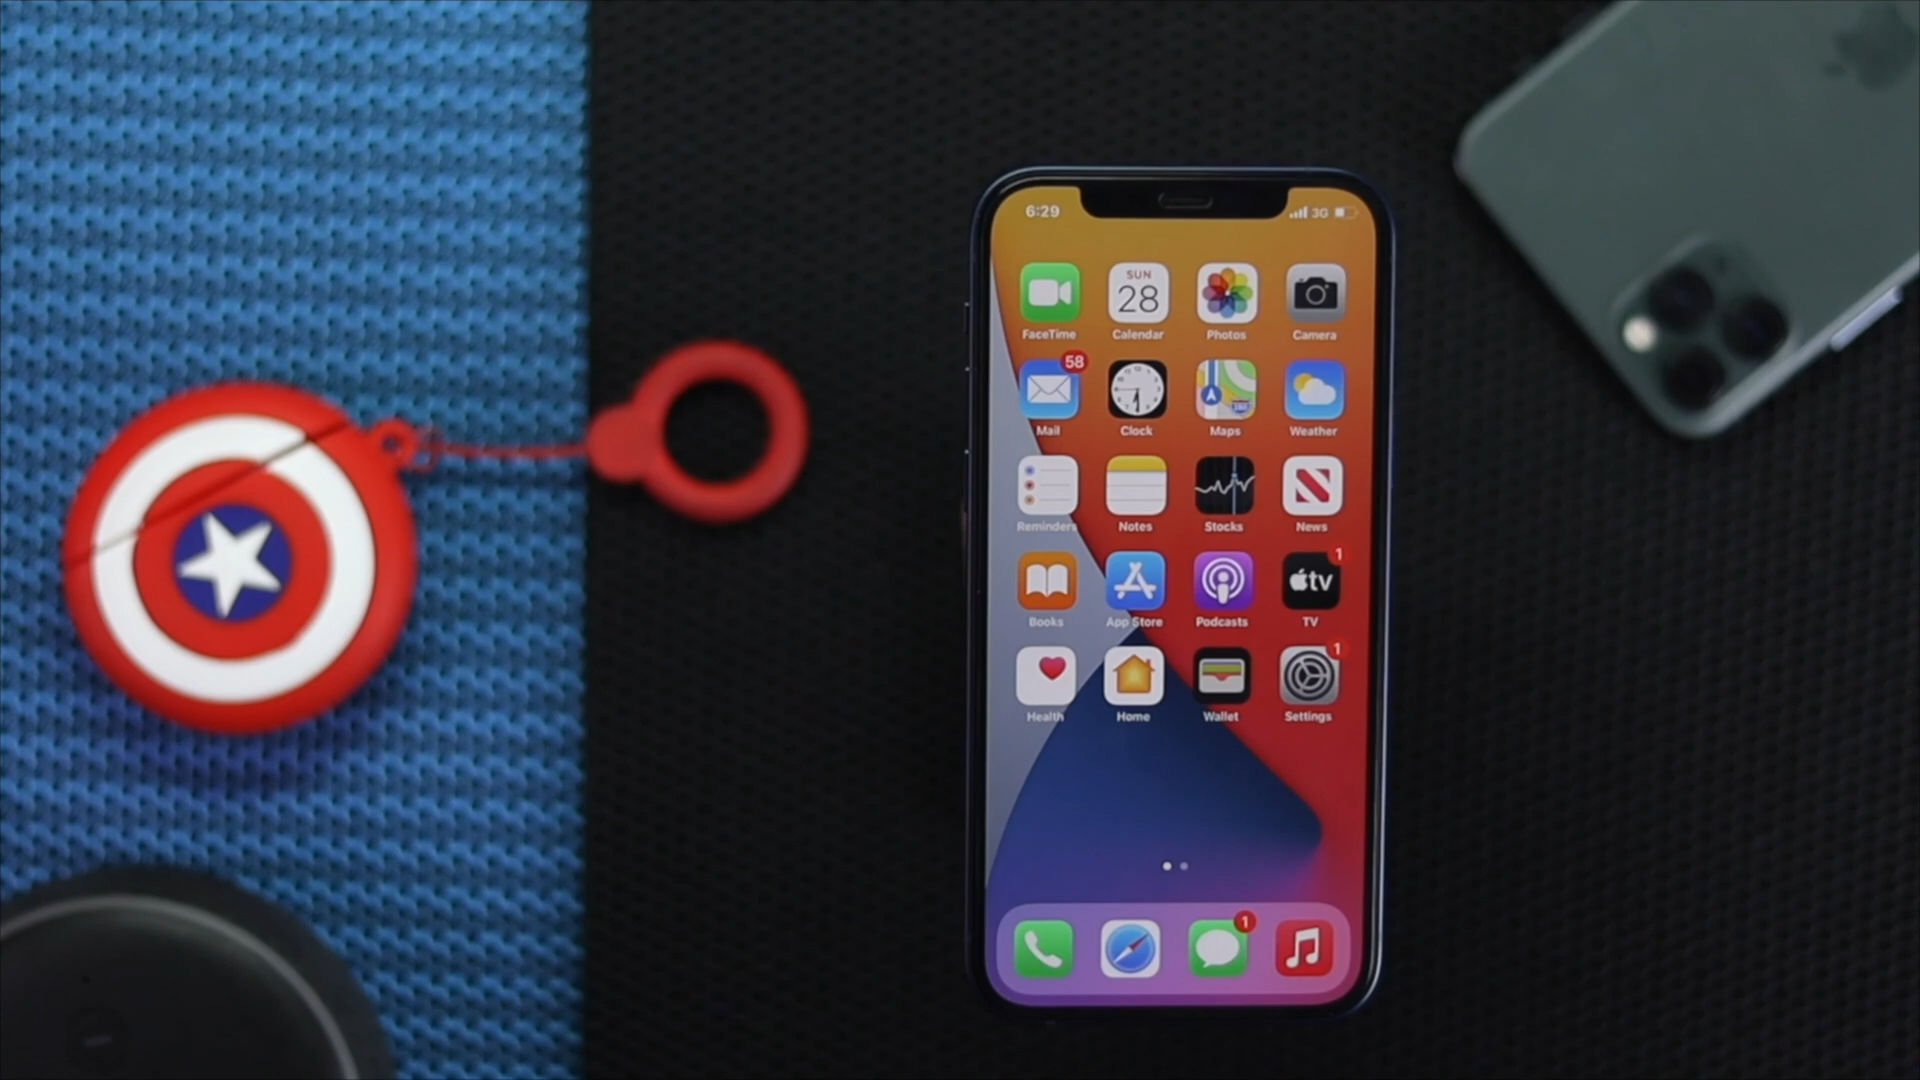 6:29 3G
SUN
28
FaceTime Calendar Photos Camera
58
Mail Clock Maps Weather
Reminders Notes Stocks News
1
tv
Books App Store Podcasts TV
1
Health Home Wallet Settings
1